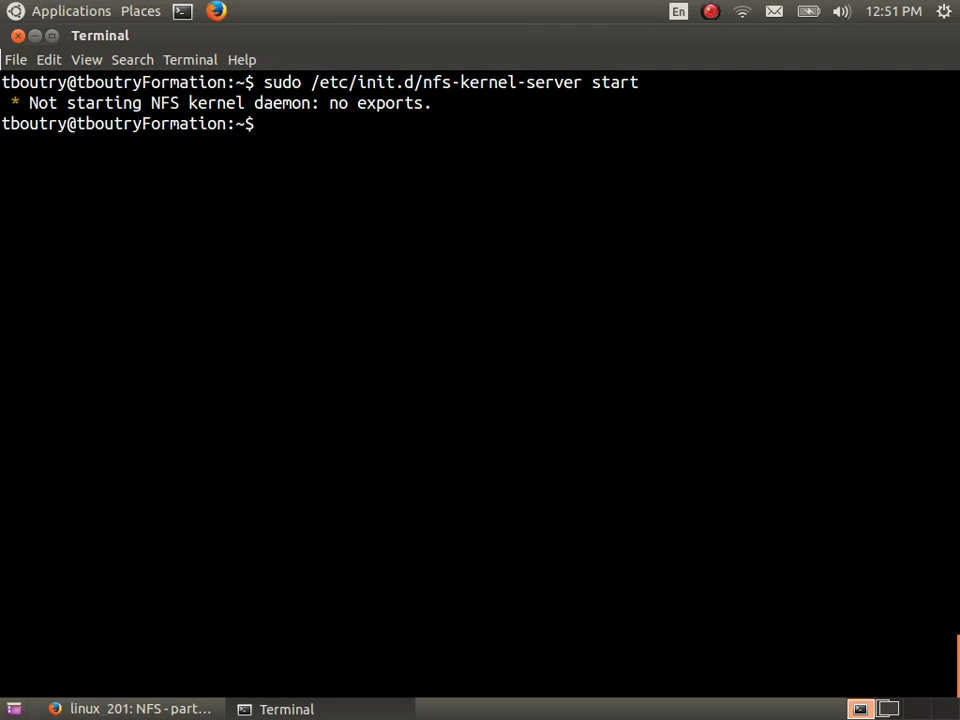 Applications Places En 12:51 PM
Terminal
File Edit View Search Terminal Help
tboutry@tboutryFormation:~$ sudo /etc/init.d/nfs-kernel-server start
* Not starting NFS kernel daemon: no exports.
tboutry@tboutryFormation:~$
linux_201: NFS - part... Terminal